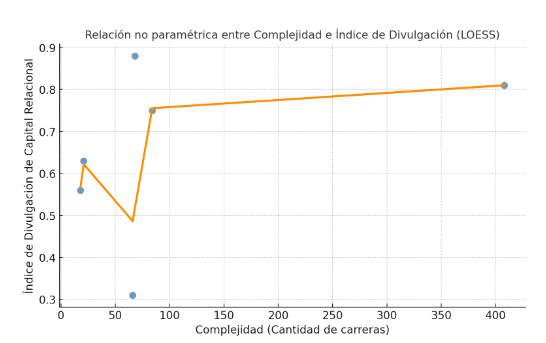 Relación no paramétrica entre Complejidad e Índice de Divulgación (LOESS)
Índice de Divulgación de Capital Relacional
0.9
0.8
0.7
0.6
0.5
0.4
0.3
0 50 100 150 200 250 300 350 400
Complejidad (Cantidad de carreras)